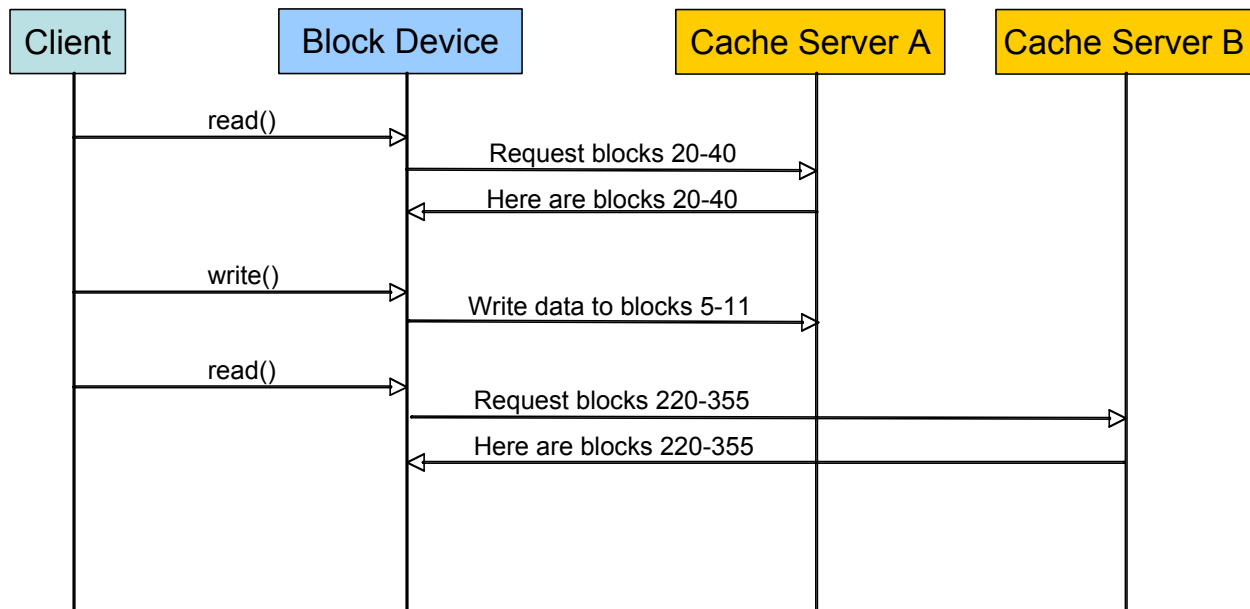 Client
Block Device
Cache Server A
Cache Server B
read()
Request blocks 20-40
Here are blocks 20-40
write()
Write data to blocks 5-11
read()
Request blocks 220-355
Here are blocks 220-355